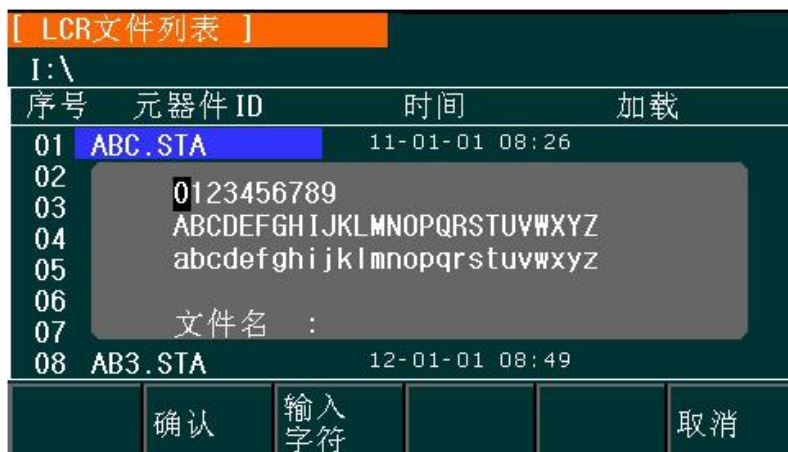 [ LCR文件列表 ]
I:\
序号 元器件ID 时间 加载
01 ABC.STA 11-01-01 08:26
02
03
04
05
06
07
0123456789
ABCDEFGHIJKLMNOPQRSTUVWXYZ
abcdefghijklmnopqrstuvwxyz
文件名 :
08 AB3.STA 12-01-01 08:49
确认 输入字符 取消